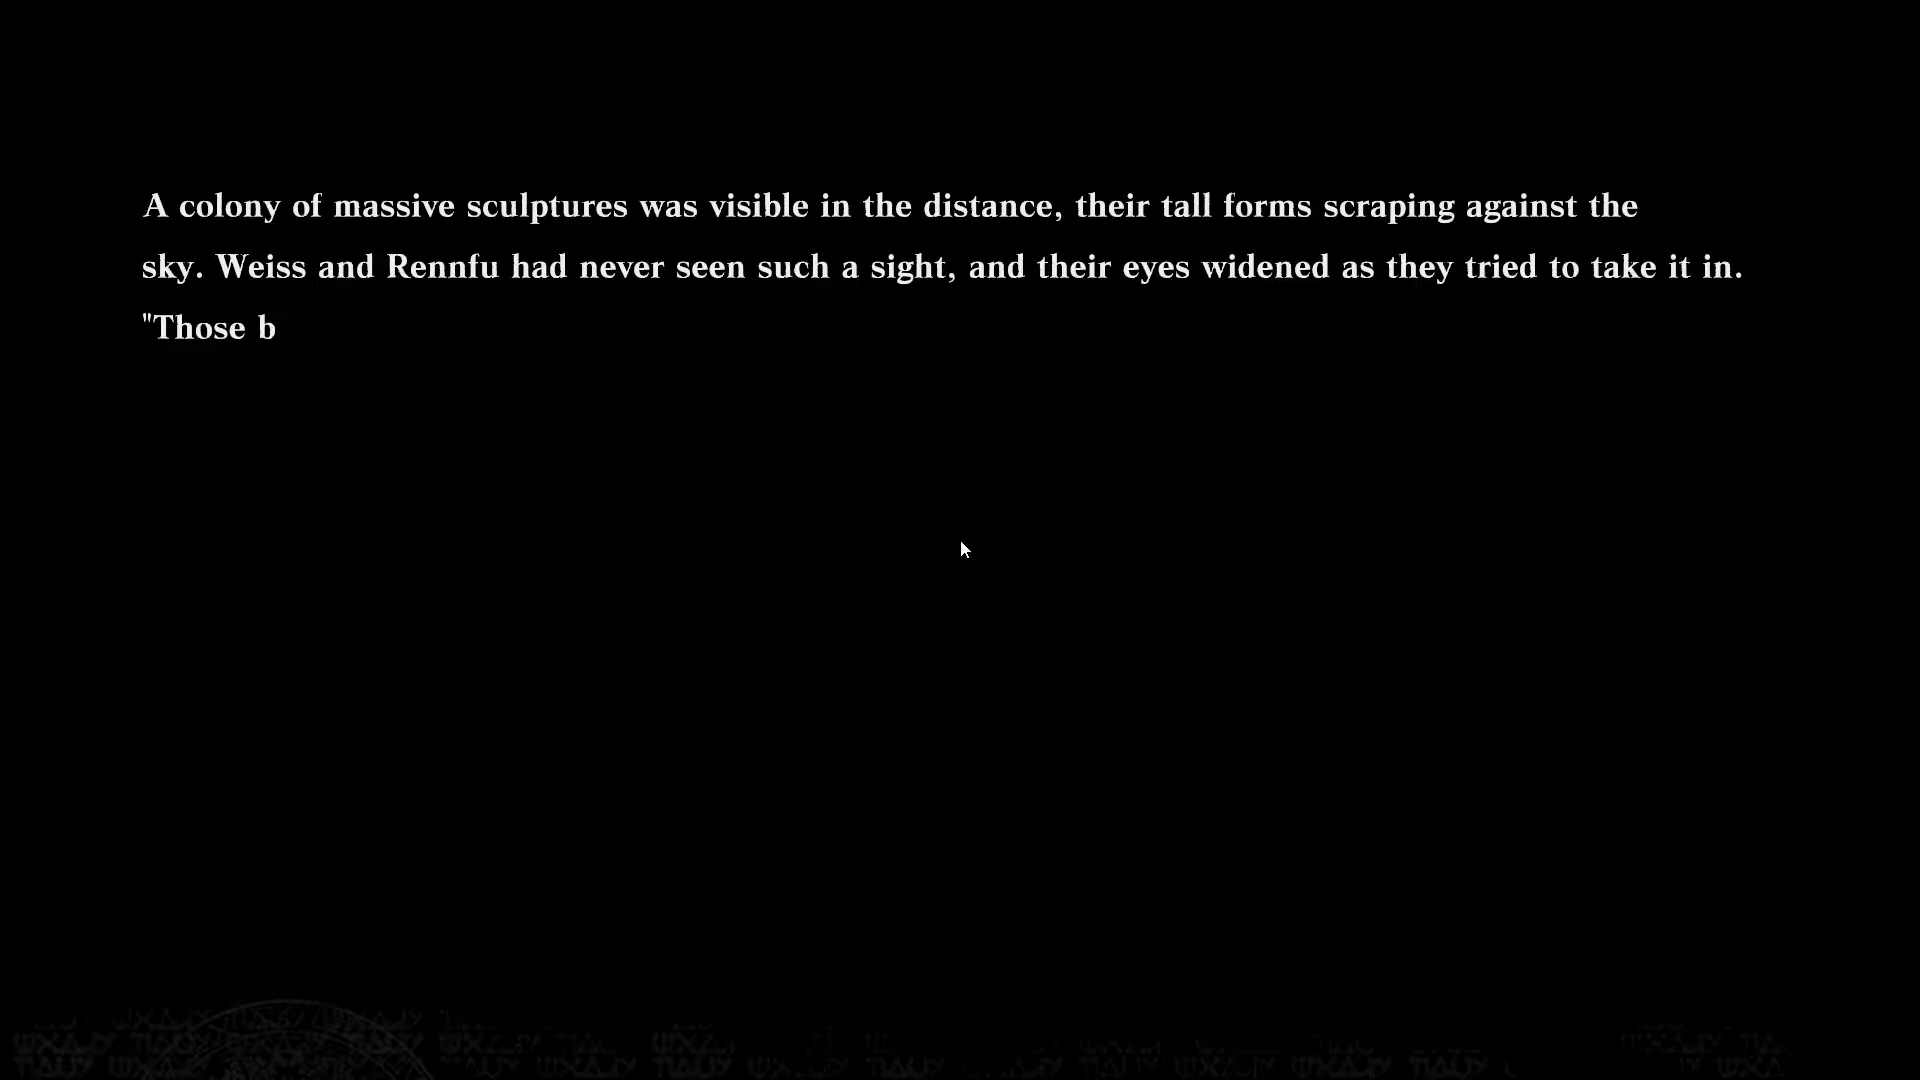 A colony of massive sculptures was visible in the distance, their tall forms scraping against the
sky. Weiss and Rennfu had never seen such a sight, and their eyes widened as they tried to take it in.
"Those b